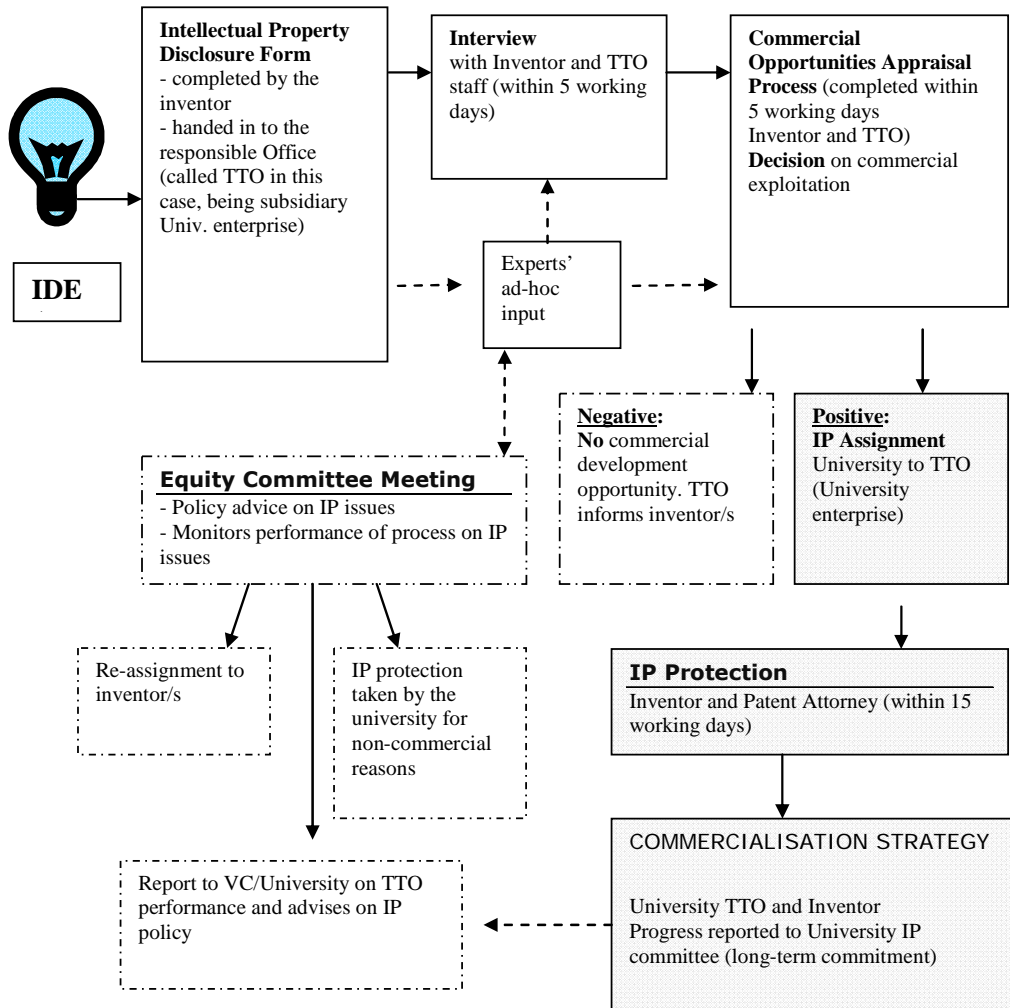 Intellectual Property
Disclosure Form
- completed by the
inventor
- handed in to the
responsible Office
(called TTO in this
case, being subsidiary
Univ. enterprise)
Interview
with Inventor and TTO
staff (within 5 working
days)
Commercial
Opportunities Appraisal
Process (completed within
5 working days
Inventor and TTO)
Decision on commercial
exploitation
IDE
Experts’
ad-hoc
input
Negative:
No commercial
development
opportunity. TTO
informs inventor/s
Positive:
IP Assignment
University to TTO
(University
enterprise)
Equity Committee Meeting
- Policy advice on IP issues
- Monitors performance of process on IP
issues
Re-assignment to
inventor/s
IP protection
taken by the
university for
non-commercial
reasons
IP Protection
Inventor and Patent Attorney (within 15
working days)
COMMERCIALISATION STRATEGY
University TTO and Inventor
Progress reported to University IP
committee (long-term commitment)
Report to VC/University on TTO
performance and advises on IP
policy